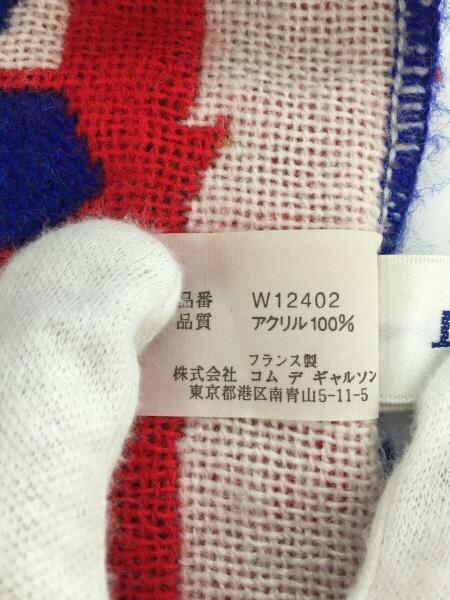 品番 W12402
品質 アクリル100%
フランス製
株式会社 コム デ ギャルソン
東京都港区南青山5-11-5